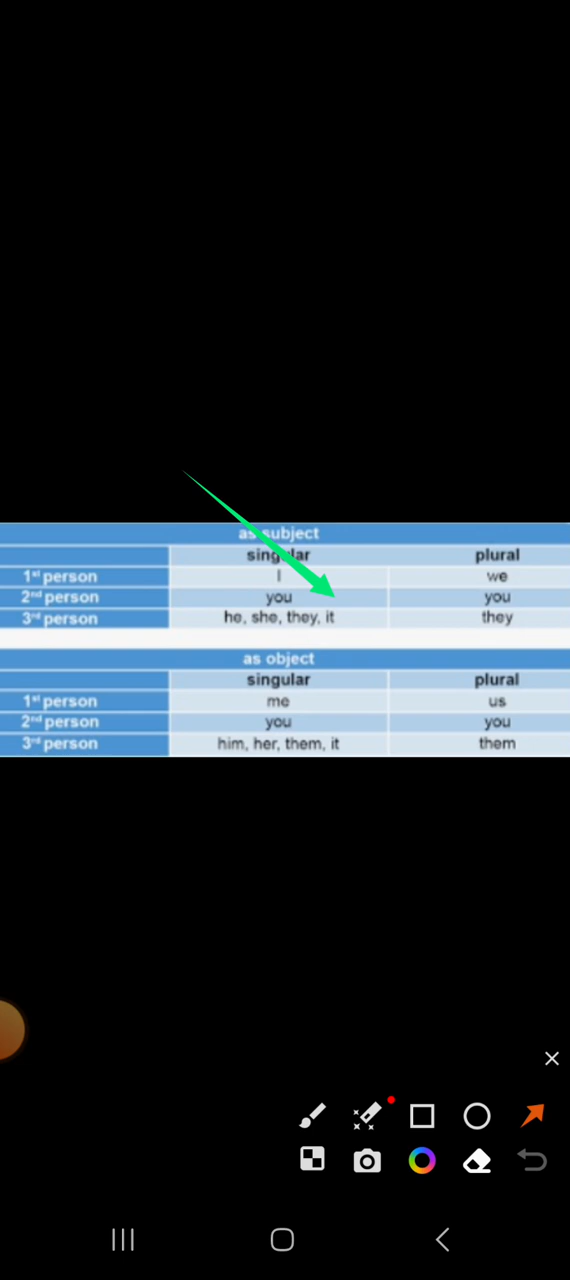 as subject
singular plural
1st person I we
2nd person you you
3rd person he, she, they, it they
as object
singular plural
1st person me us
2nd person you you
3rd person him, her, them, it them